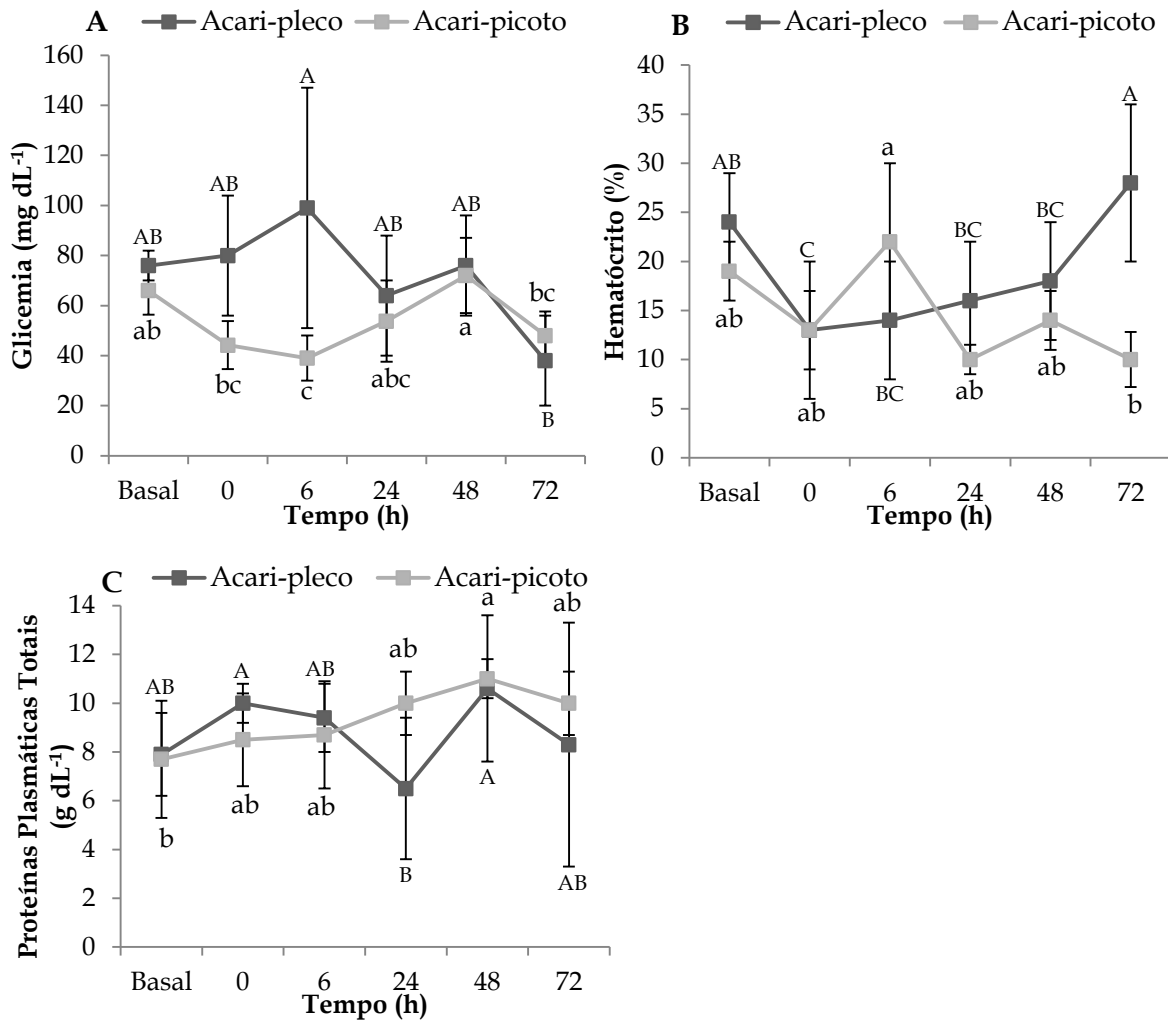 A
Acari-pleco
Acari-picoto
Glicemia (mg dL-1)
160
140
120
100
80
60
40
20
0
A
AB
AB
AB
AB
bc
ab
bc
c
abc
a
B
Basal 0 6 24 48 72
Tempo (h)
B
Acari-pleco
Acari-picoto
Hematócrito (%)
40
35
30
25
20
15
10
5
0
A
a
AB
C
BC
BC
ab
ab
BC
ab
ab
b
Basal 0 6 24 48 72
Tempo (h)
C
Acari-pleco
Acari-picoto
Proteínas Plasmáticas Totais
(g dL-1)
14
12
10
8
6
4
2
0
a
ab
ab
AB
A
AB
b
ab
ab
B
A
AB
Basal 0 6 24 48 72
Tempo (h)